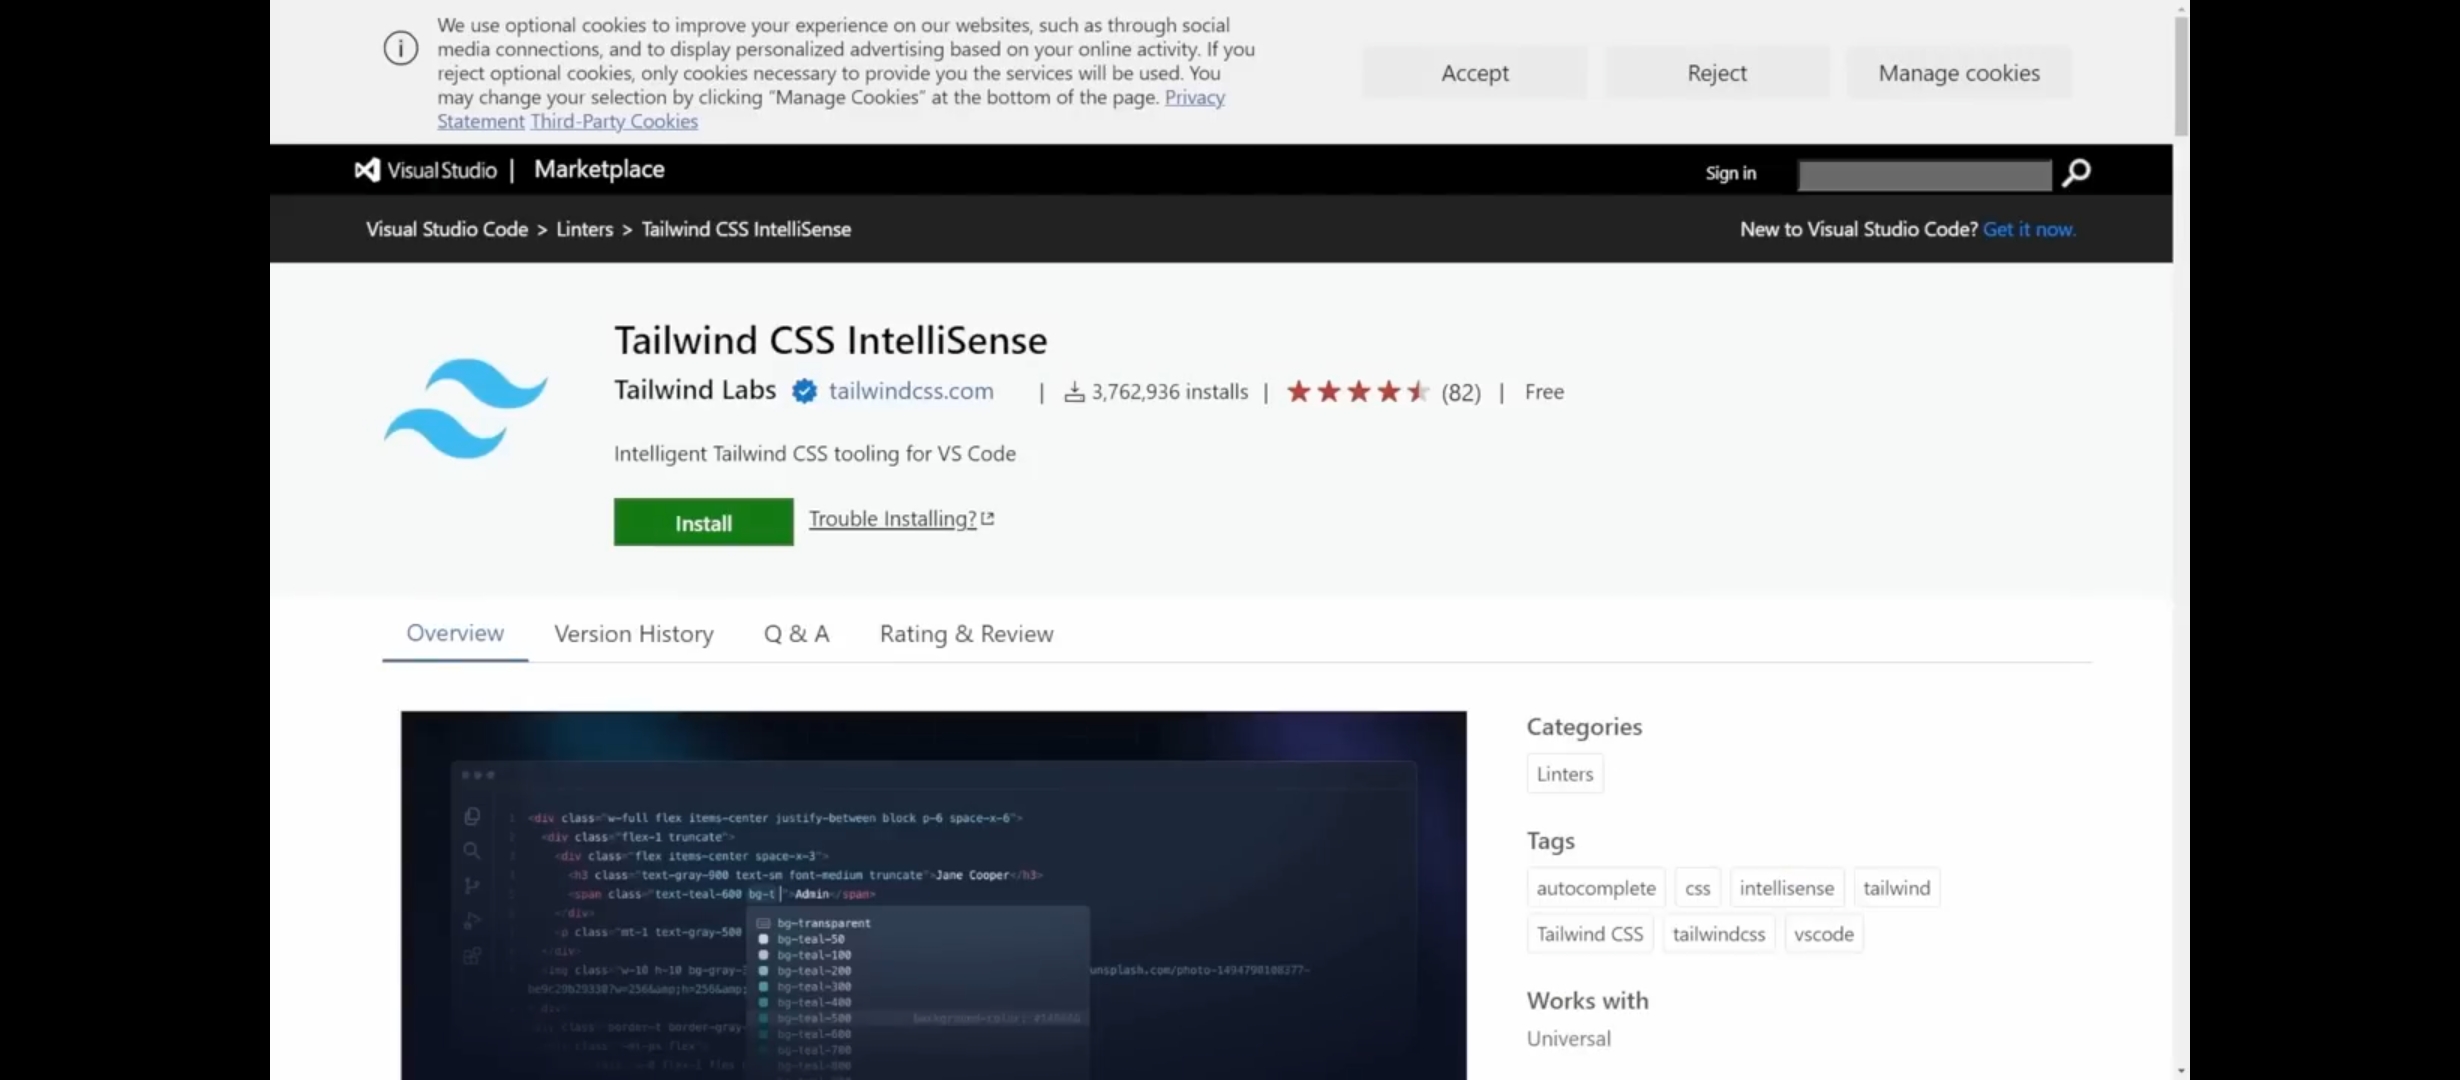 We use optional cookies to improve your experience on our websites, such as through social
media connections, and to display personalized advertising based on your online activity. If you
reject optional cookies, only cookies necessary to provide you the services will be used. You
may change your selection by clicking "Manage Cookies" at the bottom of the page. Privacy
Statement Third-Party Cookies
Accept
Reject
Manage cookies
Visual Studio | Marketplace
Sign in
Visual Studio Code > Linters > Tailwind CSS IntelliSense
New to Visual Studio Code? Get it now.
Tailwind CSS IntelliSense
Tailwind Labs tailwindcss.com | 3,762,936 installs | (82) | Free
Intelligent Tailwind CSS tooling for VS Code
Install
Trouble Installing?
Overview
Version History
Q & A
Rating & Review
<div class="w-full flex items-center justify-between block p-6 space-x-6">
<div class="flex-1 truncate">
<div class="flex items-center space-x-3">
<h3 class="text-gray-900 text-sm font-medium truncate">Jane Cooper</h3>
<span class="text-teal-600 bg-t">Admin</span>
</div>
<p class="mt-1 text-gray-500
</div>
<img class="w-10 h-10 bg-gray-
unsplash.com/photo-1494790108377-
bg-transparent
bg-teal-50
bg-teal-100
bg-teal-200
bg-teal-300
bg-teal-400
bg-teal-500
bg-teal-600
bg-teal-700
bg-teal-800
Categories
Linters
Tags
autocomplete
css
intellisense
tailwind
Tailwind CSS
tailwindcss
vscode
Works with
Universal